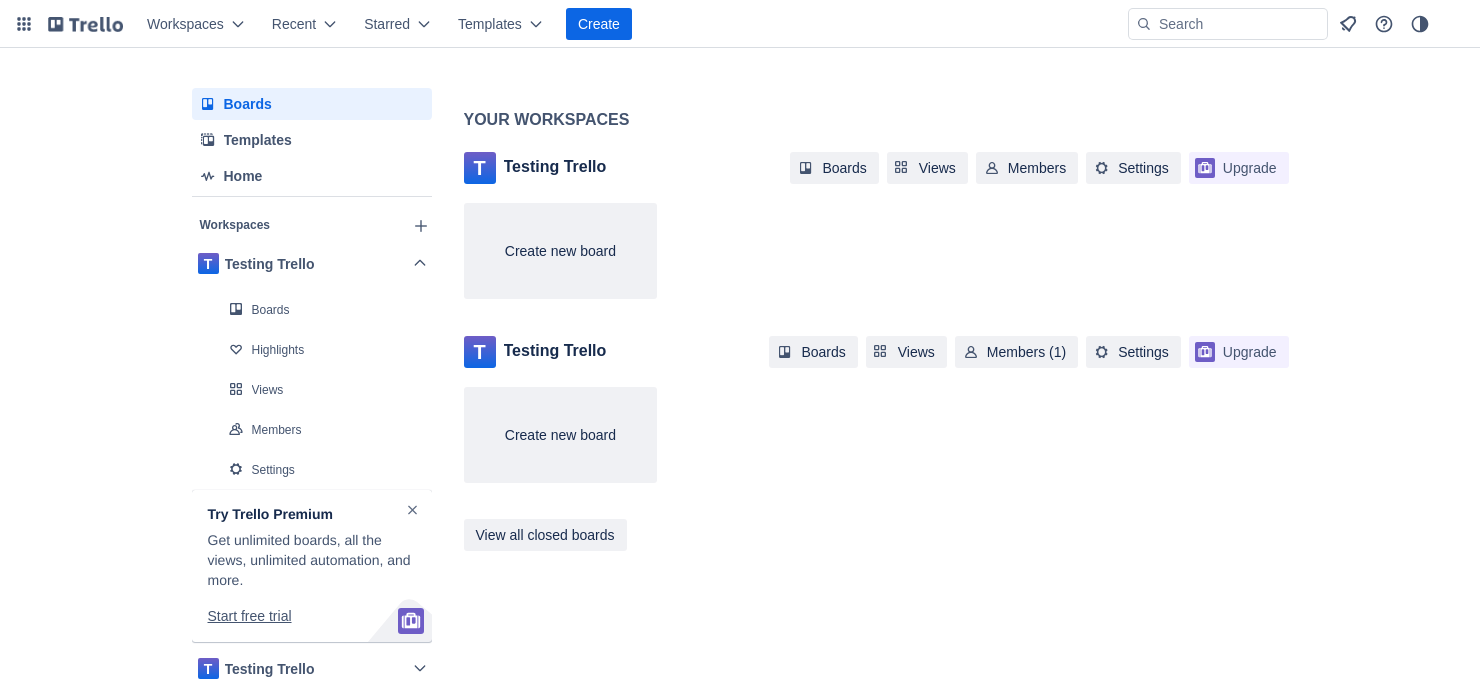 Trello
Workspaces
Recent
Starred
Templates
Create
Search
Boards
Templates
Home
Workspaces
T Testing Trello
Boards
Highlights
Views
Members
Settings
Try Trello Premium
Get unlimited boards, all the
views, unlimited automation, and
more.
Start free trial
T Testing Trello
YOUR WORKSPACES
T Testing Trello
Boards
Views
Members
Settings
Upgrade
Create new board
T Testing Trello
Boards
Views
Members (1)
Settings
Upgrade
Create new board
View all closed boards